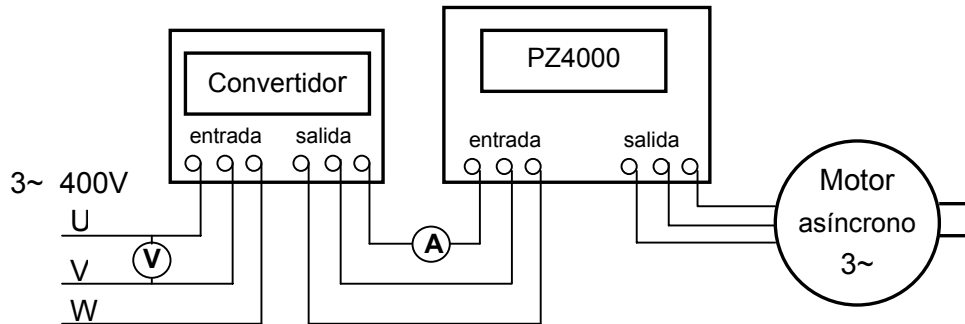 Convertidor
entrada salida
PZ4000
entrada salida
3~ 400V
U
V
V
W
A
Motor
asíncrono
3~